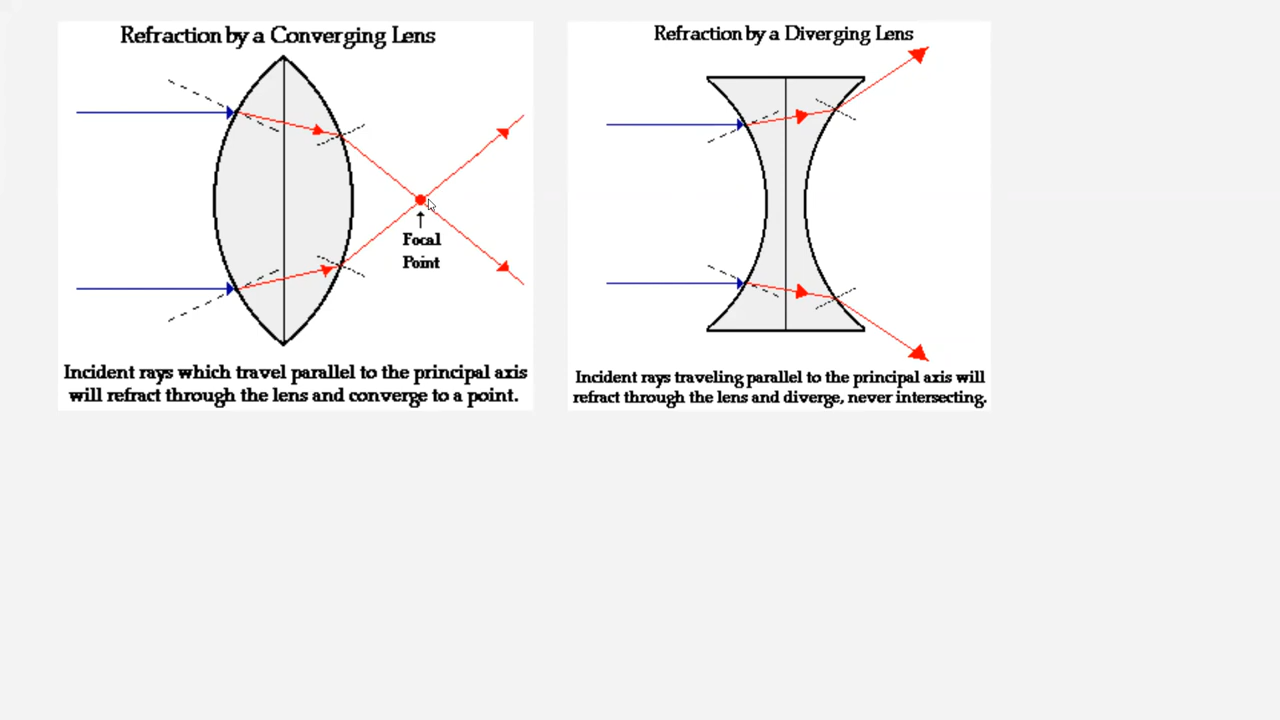 Refraction by a Converging Lens
Focal
Point
Incident rays which travel parallel to the principal axis
will refract through the lens and converge to a point.
Refraction by a Diverging Lens
Incident rays traveling parallel to the principal axis will
refract through the lens and diverge, never intersecting.